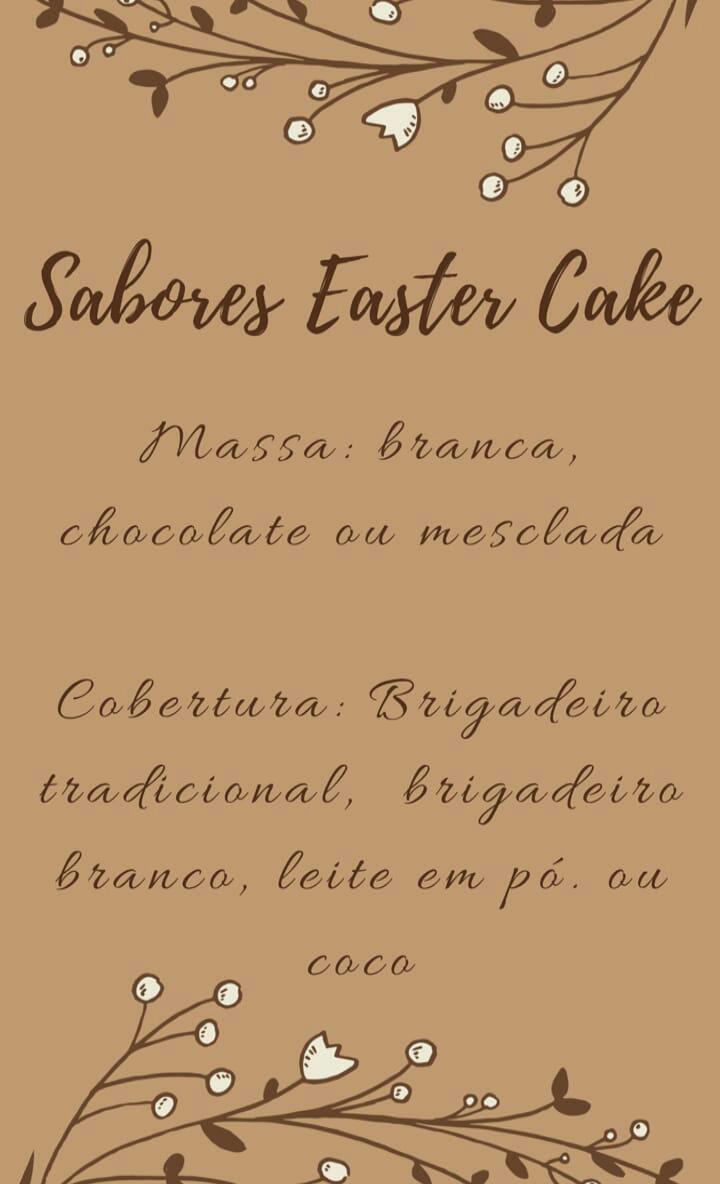 Sabores Easter Cake
Massa: branca,
chocolate ou mesclada
Cobertura: Brigadeiro
tradicional, brigadeiro
branco, leite em pó. ou
coco